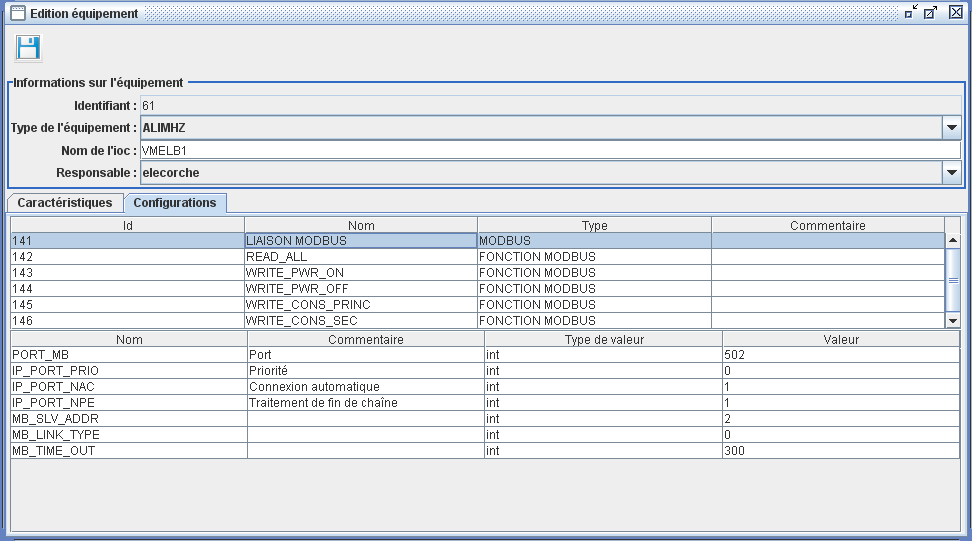 Edition équipement
Informations sur l'équipement
Identifiant : 61
Type de l'équipement : ALIMHZ
Nom de l'ioc : VMELB1
Responsable : elecorche
Caractéristiques Configurations
Id Nom Type Commentaire
141 LIAISON MODBUS MODBUS
142 READ_ALL FONCTION MODBUS
143 WRITE_PWR_ON FONCTION MODBUS
144 WRITE_PWR_OFF FONCTION MODBUS
145 WRITE_CONS_PRINC FONCTION MODBUS
146 WRITE_CONS_SEC FONCTION MODBUS
Nom Commentaire Type de valeur Valeur
PORT_MB Port int 502
IP_PORT_PRIO Priorité int 0
IP_PORT_NAC Connexion automatique int 1
IP_PORT_NPE Traitement de fin de chaîne int 1
MB_SLV_ADDR int 2
MB_LINK_TYPE int 0
MB_TIME_OUT int 300